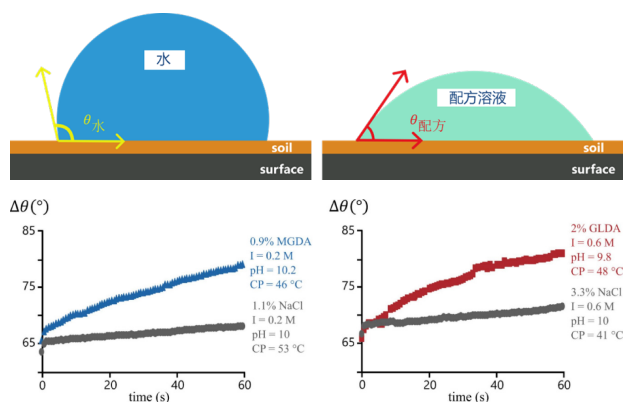 水
θ水
soil
surface
配方溶液
θ配方
soil
surface
Δθ(°)
85
75
65
0
20
40
60
time (s)
0.9% MGDA
I = 0.2 M
pH = 10.2
CP = 46 °C
1.1% NaCl
I = 0.2 M
pH = 10
CP = 53 °C
Δθ(°)
85
75
65
0
20
40
60
time (s)
2% GLDA
I = 0.6 M
pH = 9.8
CP = 48 °C
3.3% NaCl
I = 0.6 M
pH = 10
CP = 41 °C